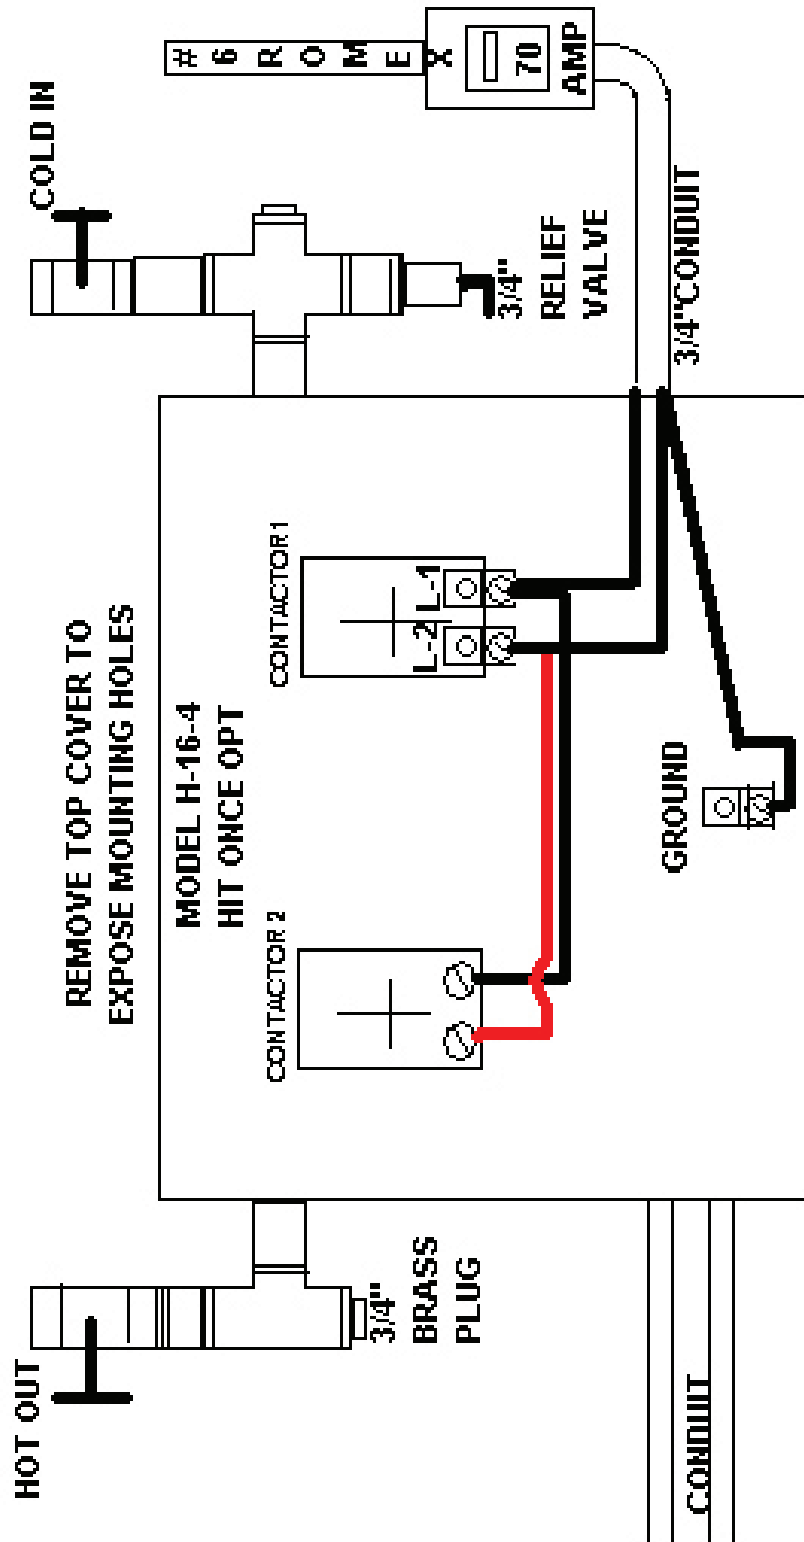 HOT OUT
3/4"
BRASS
PLUG
CONDUIT
REMOVE TOP COVER TO
EXPOSE MOUNTING HOLES
MODEL H-16-4
HIT ONCE OPT
CONTACTOR 2
CONTACTOR 1
L-2 L-1
GROUND
COLD IN
3/4"
RELIEF
VALVE
3/4"CONDUIT
#6ROMEX
70
AMP